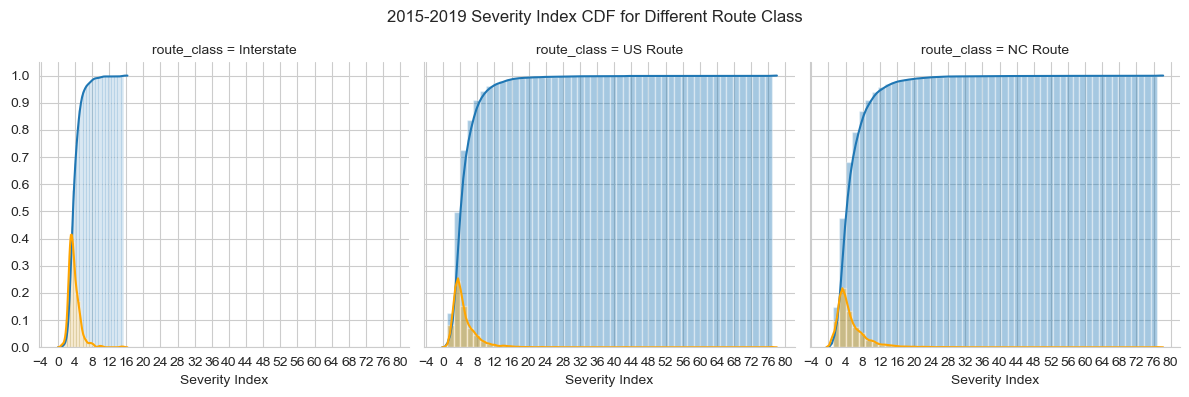 2015-2019 Severity Index CDF for Different Route Class
route_class = Interstate
route_class = US Route
route_class = NC Route
1.0
0.9
0.8
0.7
0.6
0.5
0.4
0.3
0.2
0.1
0.0
−4 0 4 8 12 16 20 24 28 32 36 40 44 48 52 56 60 64 68 72 76 80
−4 0 4 8 12 16 20 24 28 32 36 40 44 48 52 56 60 64 68 72 76 80
−4 0 4 8 12 16 20 24 28 32 36 40 44 48 52 56 60 64 68 72 76 80
Severity Index
Severity Index
Severity Index